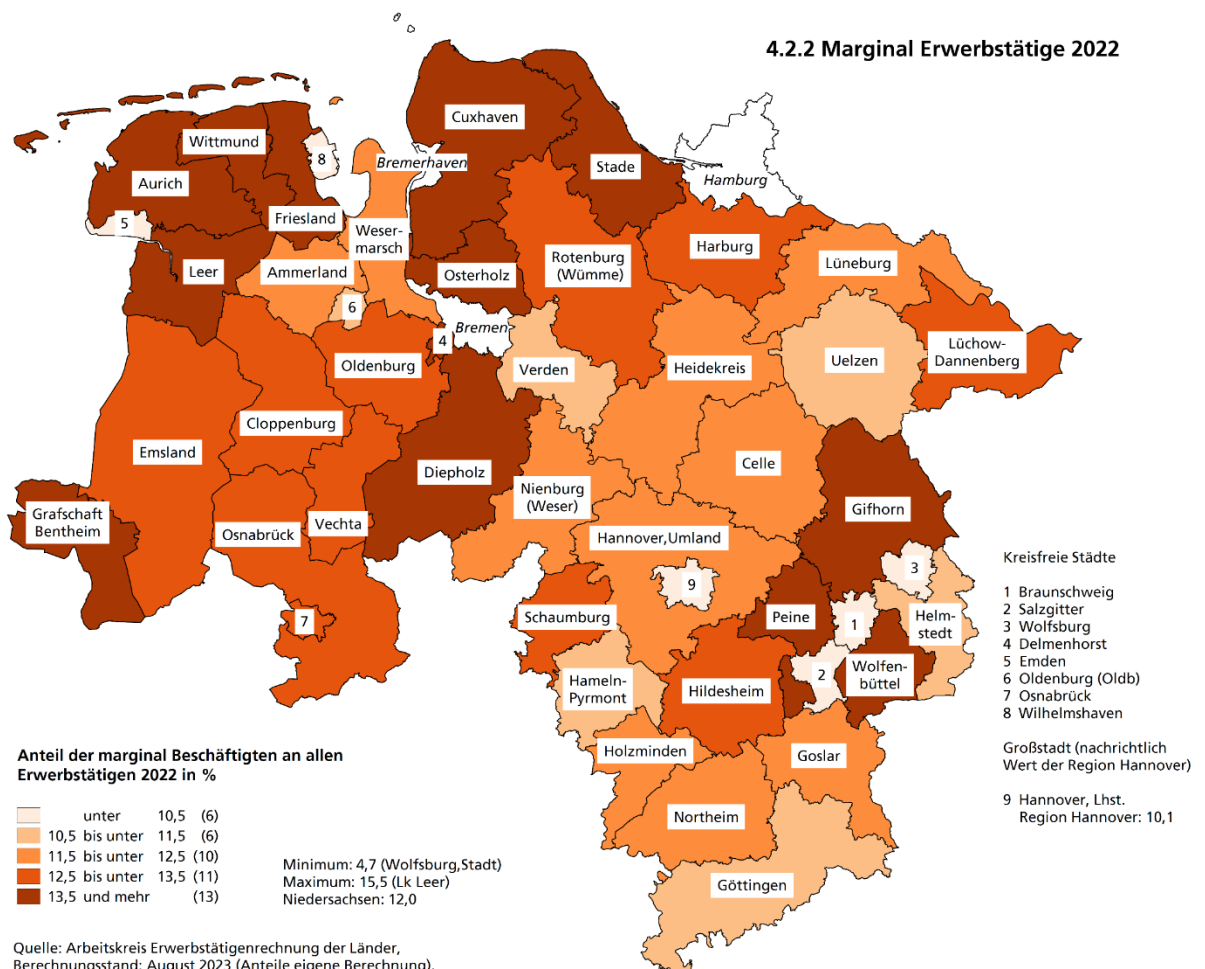 4.2.2 Marginal Erwerbstätige 2022
Cuxhaven
Wittmund
8
Bremerhaven
Stade
Hamburg
Aurich
Friesland
5
Weser-
marsch
Harburg
Leer
Ammerland
Osterholz
Rotenburg
(Wümme)
Lüneburg
6
Bremen
4
Oldenburg
Verden
Heidekreis
Uelzen
Lüchow-
Dannenberg
Cloppenburg
Emsland
Diepholz
Celle
Nienburg
(Weser)
Gifhorn
Grafschaft
Bentheim
Osnabrück
Vechta
Hannover,Umland
3
9
7
Schaumburg
Peine
1
Helm-
stedt
Wolfen-
büttel
2
Hameln-
Pyrmont
Hildesheim
Holzminden
Goslar
Northeim
Göttingen
Kreisfreie Städte
1 Braunschweig
2 Salzgitter
3 Wolfsburg
4 Delmenhorst
5 Emden
6 Oldenburg (Oldb)
7 Osnabrück
8 Wilhelmshaven
Großstadt (nachrichtlich
Wert der Region Hannover)
9 Hannover, Lhst.
Region Hannover: 10,1
Anteil der marginal Beschäftigten an allen
Erwerbstätigen 2022 in %
unter 10,5 (6)
10,5 bis unter 11,5 (6)
11,5 bis unter 12,5 (10)
12,5 bis unter 13,5 (11)
13,5 und mehr (13)
Minimum: 4,7 (Wolfsburg,Stadt)
Maximum: 15,5 (Lk Leer)
Niedersachsen: 12,0
Quelle: Arbeitskreis Erwerbstätigenrechnung der Länder,
Berechnungsstand: August 2023 (Anteile eigene Berechnung).